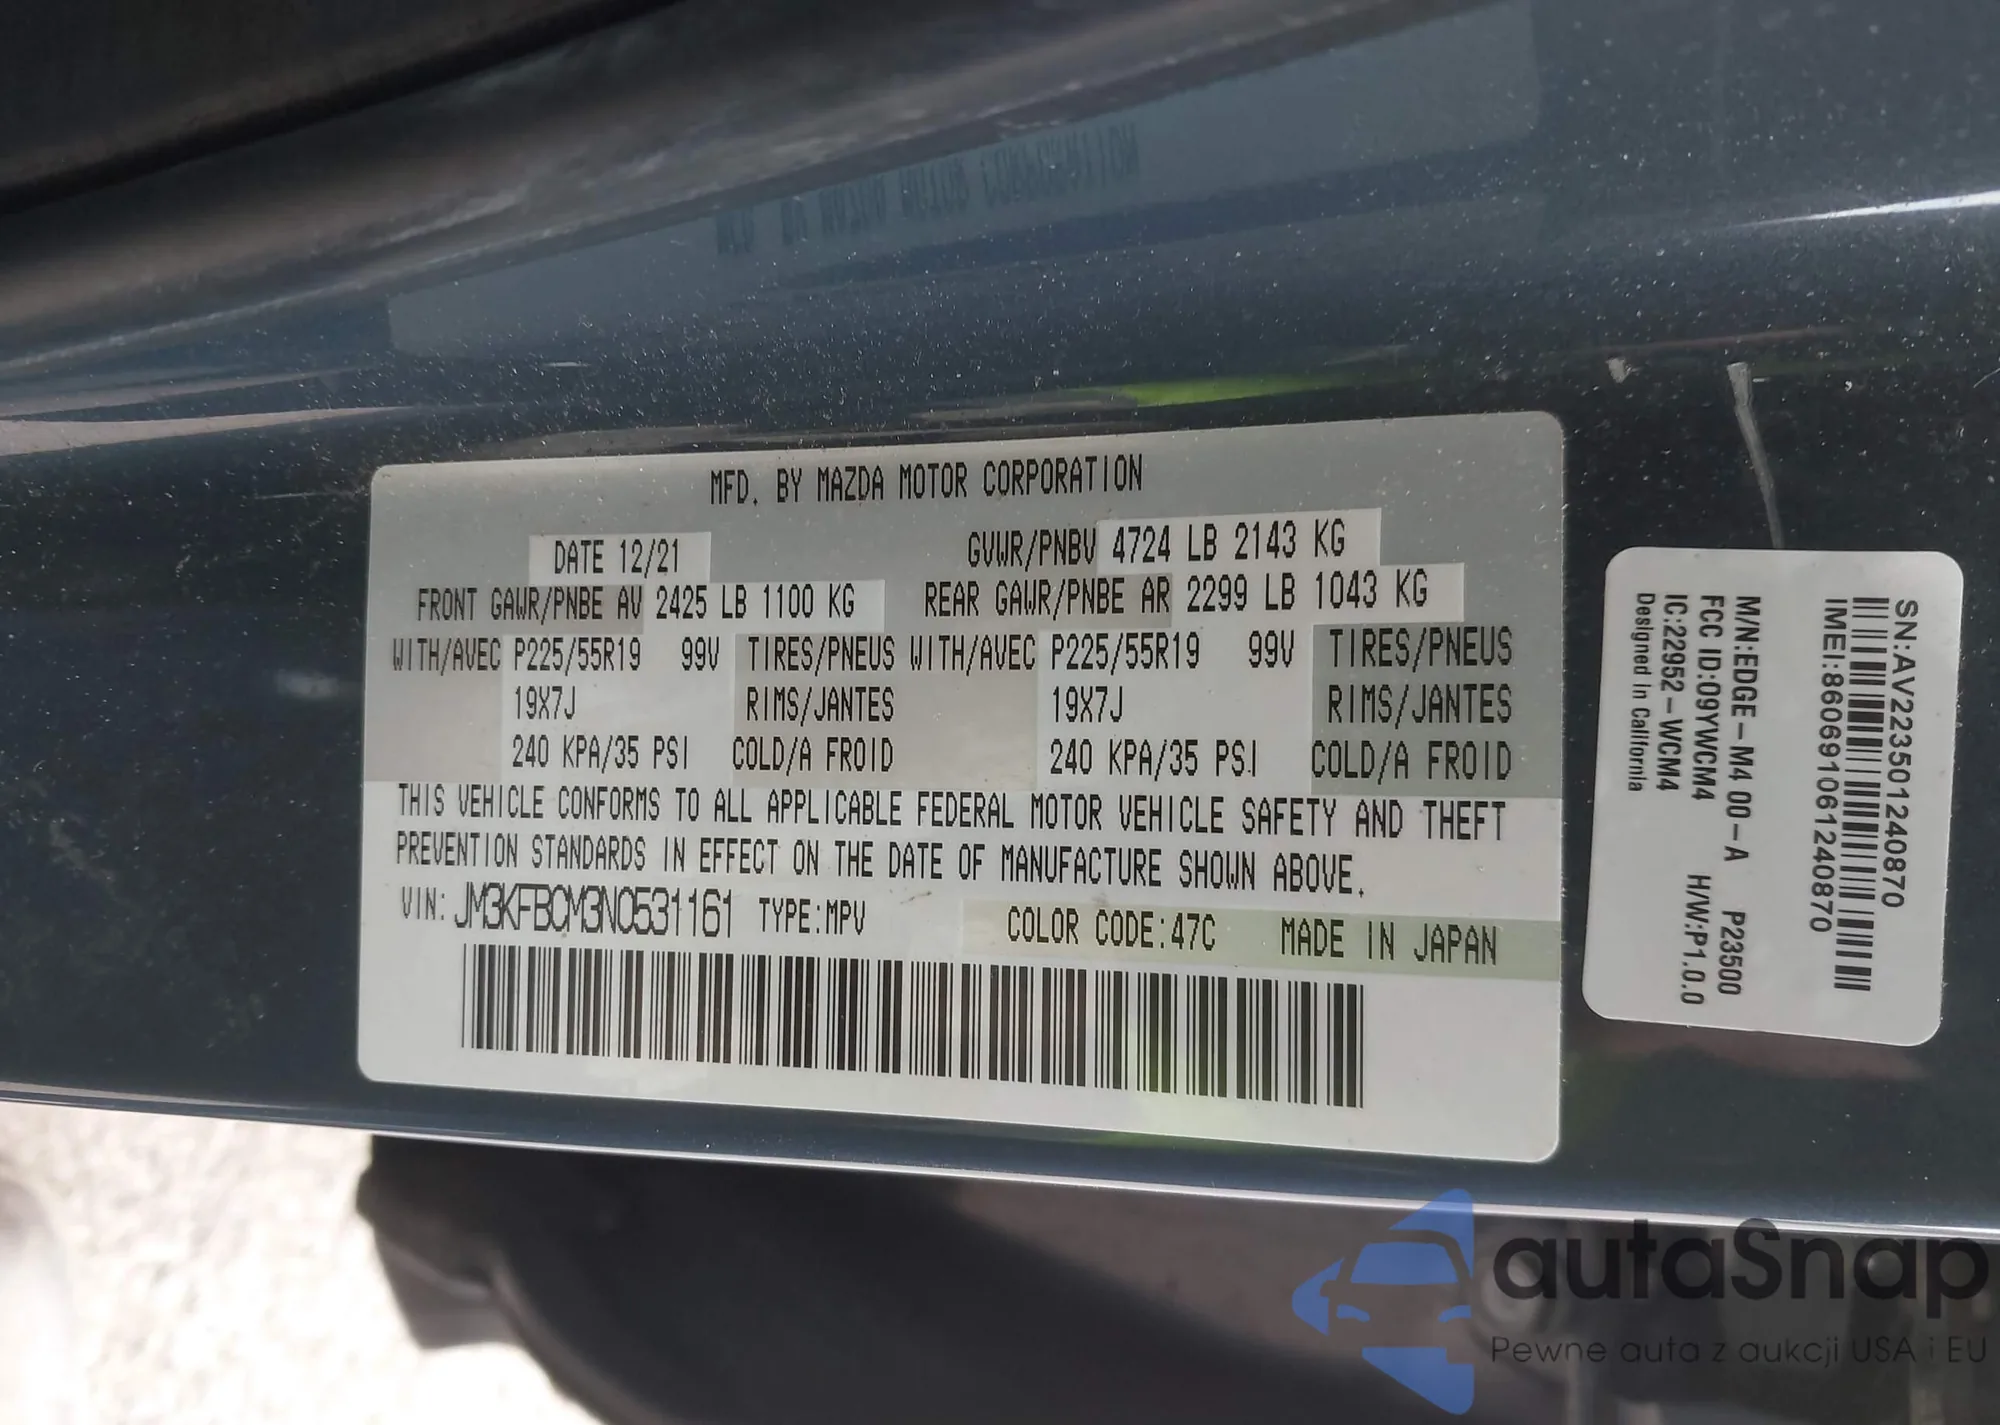 MFD. BY MAZDA MOTOR CORPORATION
DATE 12/21 GVWR/PNBV 4724 LB 2143 KG
FRONT GAWR/PNBE AV 2425 LB 1100 KG REAR GAWR/PNBE AR 2299 LB 1043 KG
WITH/AVEC P225/55R19 99V TIRES/PNEUS WITH/AVEC P225/55R19 99V TIRES/PNEUS
19X7J RIMS/JANTES 19X7J RIMS/JANTES
240 KPA/35 PSI COLD/A FROID 240 KPA/35 PSI COLD/A FROID
THIS VEHICLE CONFORMS TO ALL APPLICABLE FEDERAL MOTOR VEHICLE SAFETY AND THEFT
PREVENTION STANDARDS IN EFFECT ON THE DATE OF MANUFACTURE SHOWN ABOVE.
VIN: JM3KFBCM3N0531161 TYPE:MPV COLOR CODE:47C MADE IN JAPAN
SN:AV223501240870
IMEI:860691061240870
M/N:EDGE-M4 00-A P23500
FCC ID:09YWCM4 H/W:P1.0.0
IC:22952-WCM4
Designed in California
autaSnap
Pewne auta z aukcji USA i EU